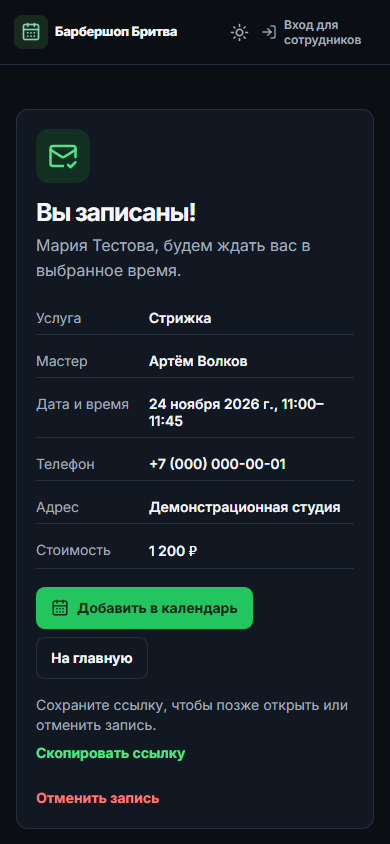 Барбершоп Бритва
Вход для
сотрудников
Вы записаны!
Мария Тестова, будем ждать вас в
выбранное время.
Услуга Стрижка
Мастер Артём Волков
Дата и время 24 ноября 2026 г., 11:00–
11:45
Телефон +7 (000) 000-00-01
Адрес Демонстрационная студия
Стоимость 1 200 ₽
Добавить в календарь
На главную
Сохраните ссылку, чтобы позже открыть или
отменить запись.
Скопировать ссылку
Отменить запись